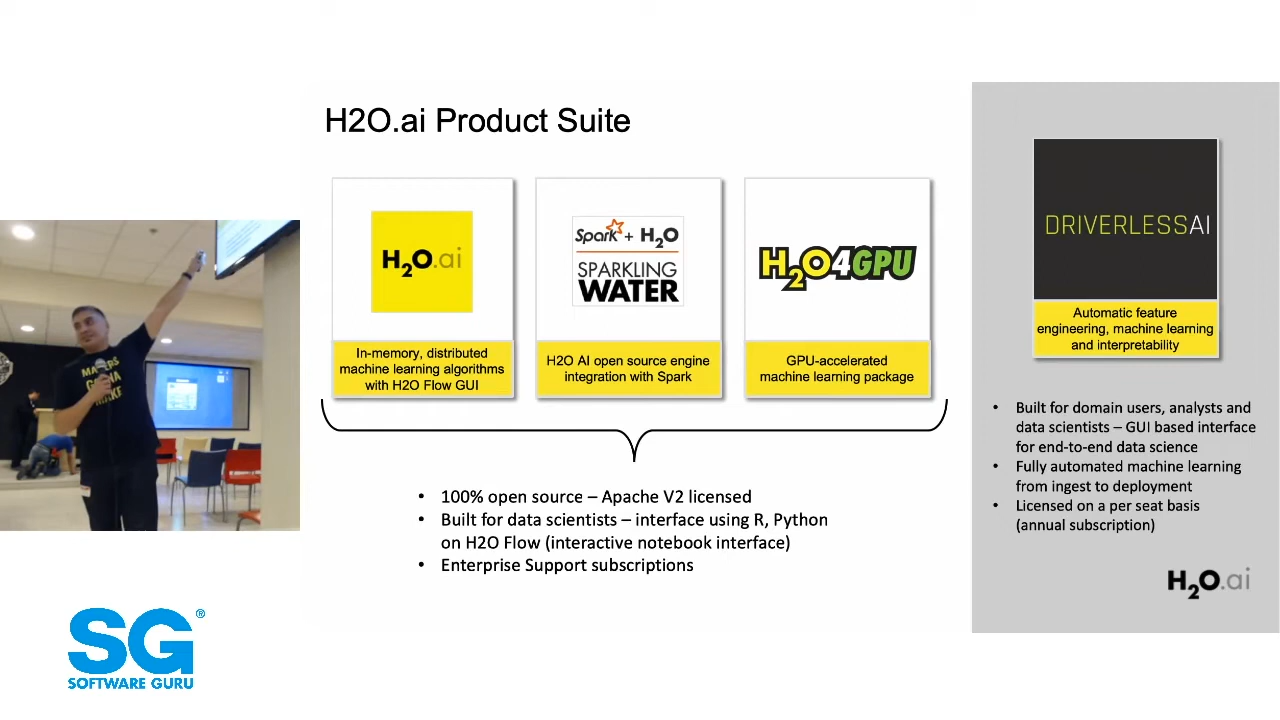 H2O.ai Product Suite
H2O.ai
In-memory, distributed
machine learning algorithms
with H2O Flow GUI
Spark + H2O
SPARKLING
WATER
H2O AI open source engine
integration with Spark
H2O4GPU
GPU-accelerated
machine learning package
• 100% open source – Apache V2 licensed
• Built for data scientists – interface using R, Python
on H2O Flow (interactive notebook interface)
• Enterprise Support subscriptions
DRIVERLESSAI
Automatic feature
engineering, machine learning
and interpretability
• Built for domain users, analysts and
data scientists – GUI based interface
for end-to-end data science
• Fully automated machine learning
from ingest to deployment
• Licensed on a per seat basis
(annual subscription)
H2O.ai
MAKERS
GONNA
MAKE
SG®
SOFTWARE GURU